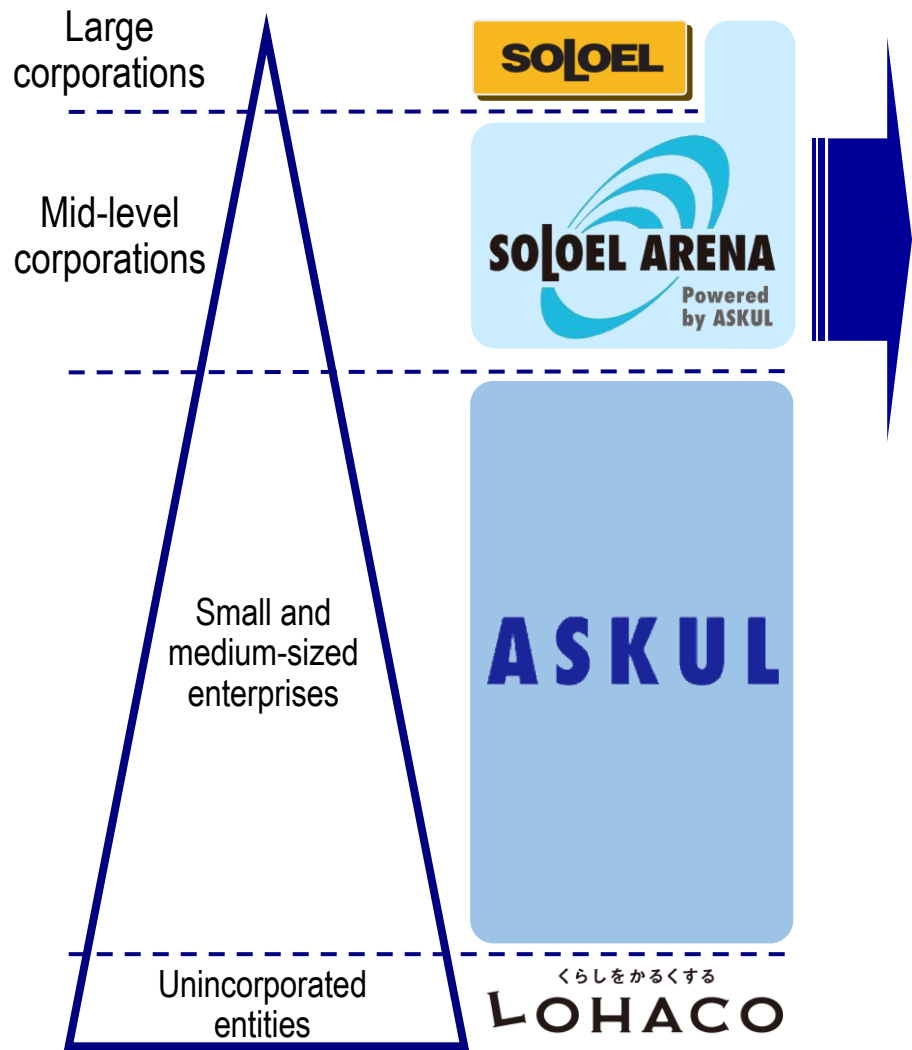 Large
corporations
SOLOEL
Mid-level
corporations
SOLOEL ARENA
Powered
by ASKUL
Small and
medium-sized
enterprises
ASKUL
Unincorporated
entities
くらしをかるくする
LOHACO